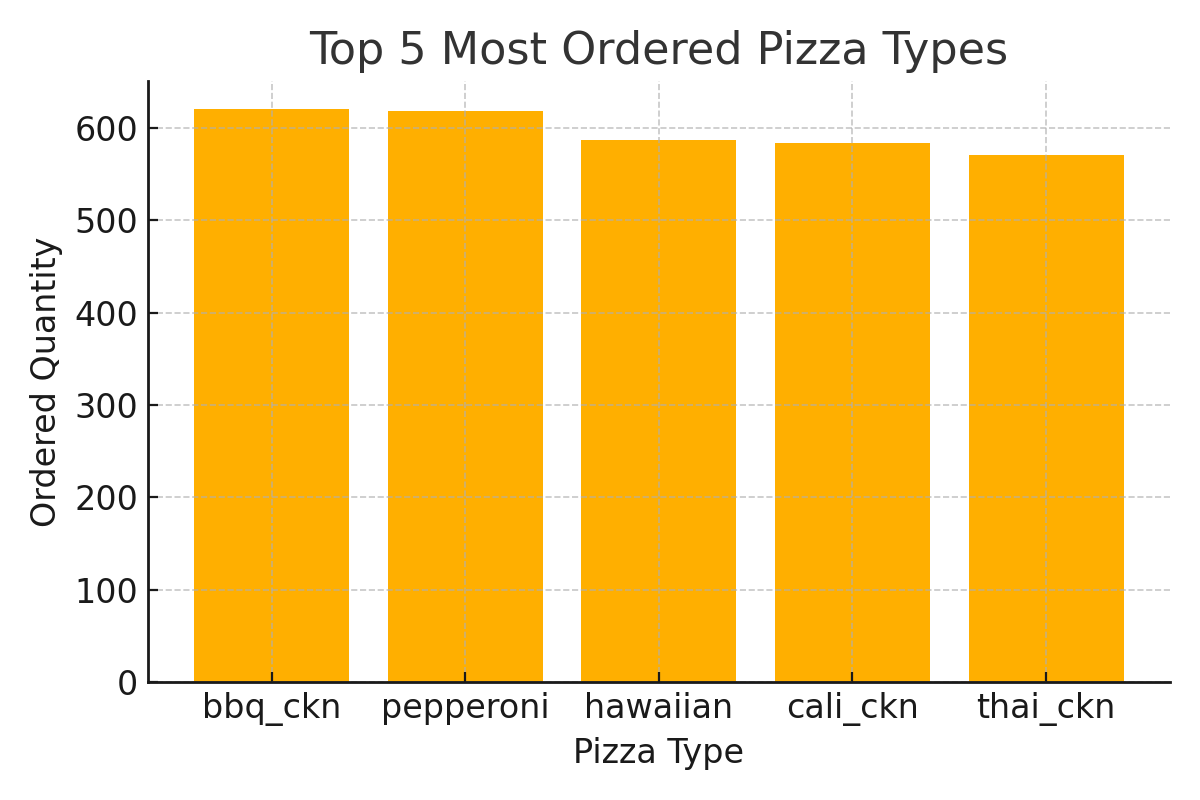 Top 5 Most Ordered Pizza Types
Ordered Quantity
600
500
400
300
200
100
0
bbq_ckn pepperoni hawaiian cali_ckn thai_ckn
Pizza Type